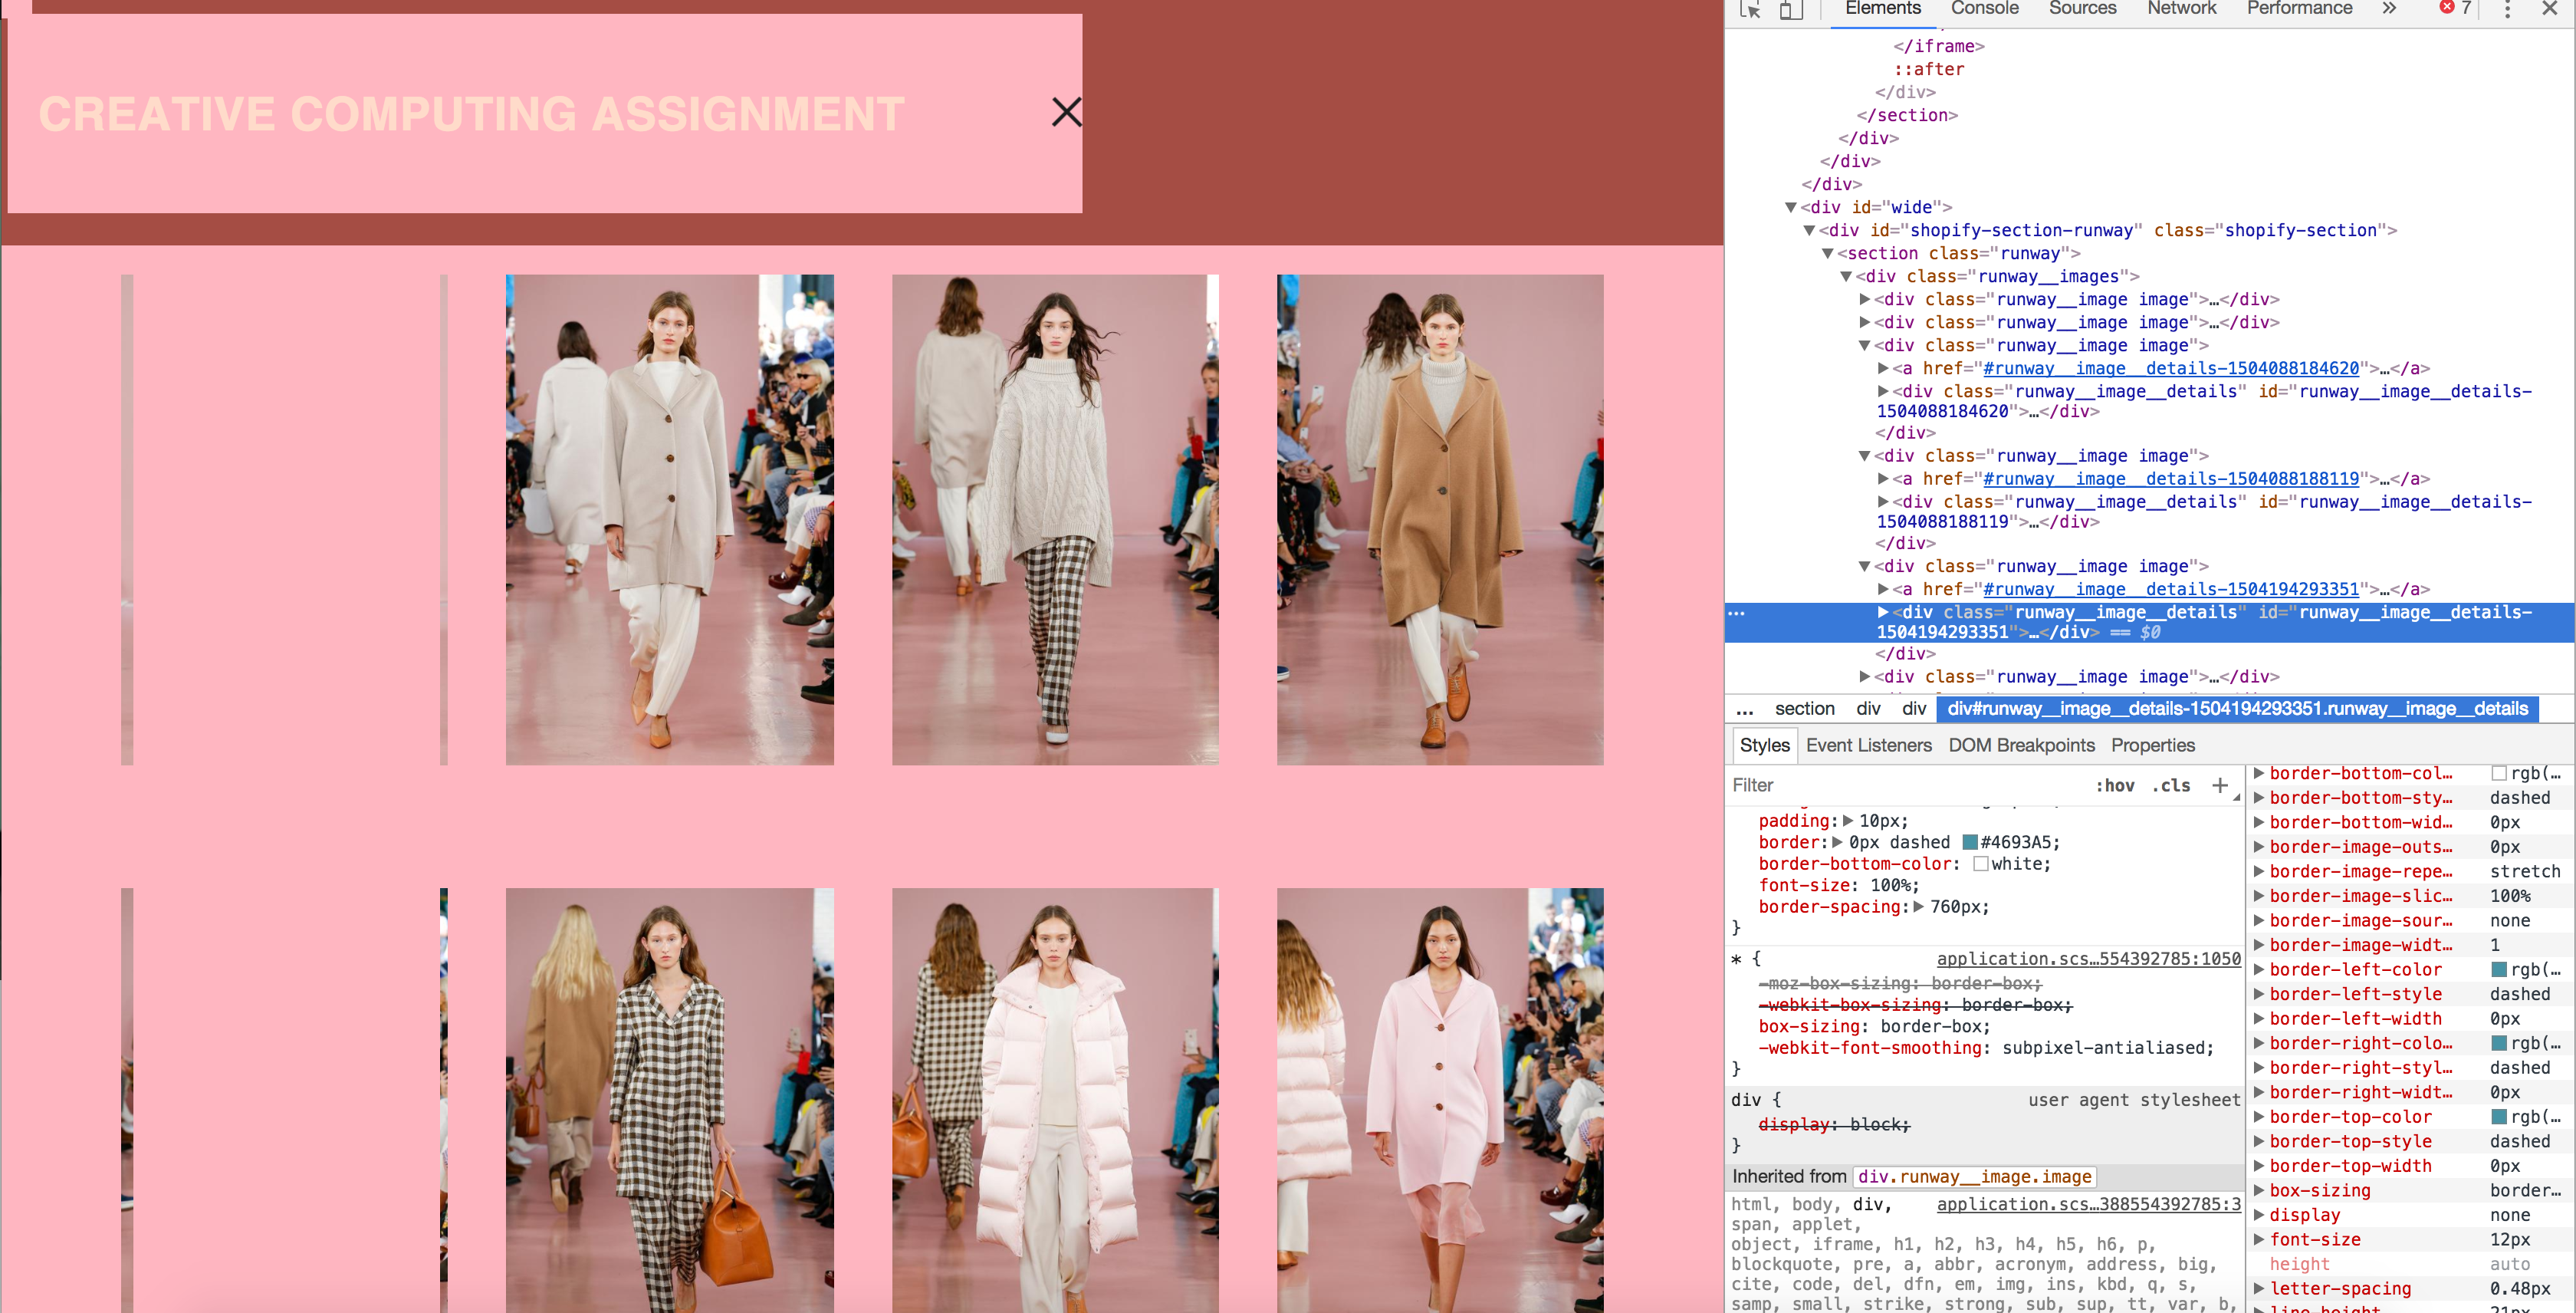 CREATIVE COMPUTING ASSIGNMENT
Elements Console Sources Network Performance » 7
</iframe>
::after
</div>
</section>
</div>
</div>
</div>
<div id="wide">
<div id="shopify-section-runway" class="shopify-section">
<section class="runway">
<div class="runway__images">
<div class="runway__image image">…</div>
<div class="runway__image image">…</div>
<div class="runway__image image">
<a href="#runway__image__details-1504088184620">…</a>
<div class="runway__image__details" id="runway__image__details-
1504088184620">…</div>
</div>
<div class="runway__image image">
<a href="#runway__image__details-1504088188119">…</a>
<div class="runway__image__details" id="runway__image__details-
1504088188119">…</div>
</div>
<div class="runway__image image">
<a href="#runway__image__details-1504194293351">…</a>
… <div class="runway__image__details" id="runway__image__details-
1504194293351">…</div> == $0
</div>
<div class="runway__image image">…</div>
… section div div div#runway__image__details-1504194293351.runway__image__details
Styles Event Listeners DOM Breakpoints Properties
Filter :hov .cls +
padding: 10px;
border: 0px dashed #4693A5;
border-bottom-color: white;
font-size: 100%;
border-spacing: 760px;
}
* { application.scs…554392785:1050
-moz-box-sizing: border-box;
-webkit-box-sizing: border-box;
box-sizing: border-box;
-webkit-font-smoothing: subpixel-antialiased;
}
div { user agent stylesheet
display: block;
}
Inherited from div.runway__image.image
html, body, div, application.scs…388554392785:3
span, applet,
object, iframe, h1, h2, h3, h4, h5, h6, p,
blockquote, pre, a, abbr, acronym, address, big,
cite, code, del, dfn, em, img, ins, kbd, q, s,
samp, small, strike, strong, sub, sup, tt, var, b,
border-bottom-col… rgb(…
border-bottom-sty… dashed
border-bottom-wid… 0px
border-image-outs… 0px
border-image-repe… stretch
border-image-slic… 100%
border-image-sour… none
border-image-widt… 1
border-left-color rgb(…
border-left-style dashed
border-left-width 0px
border-right-colo… rgb(…
border-right-styl… dashed
border-right-widt… 0px
border-top-color rgb(…
border-top-style dashed
border-top-width 0px
box-sizing border…
display none
font-size 12px
height auto
letter-spacing 0.48px
line-height 21px